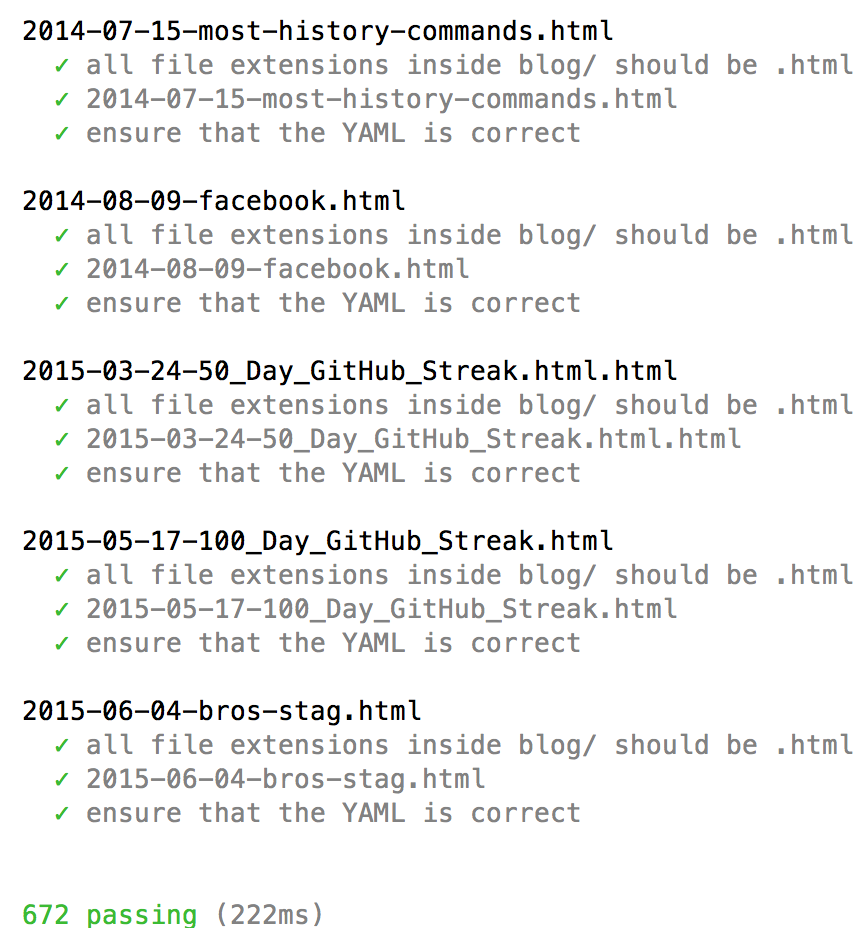 2014-07-15-most-history-commands.html
✓ all file extensions inside blog/ should be .html
✓ 2014-07-15-most-history-commands.html
✓ ensure that the YAML is correct
2014-08-09-facebook.html
✓ all file extensions inside blog/ should be .html
✓ 2014-08-09-facebook.html
✓ ensure that the YAML is correct
2015-03-24-50_Day_GitHub_Streak.html.html
✓ all file extensions inside blog/ should be .html
✓ 2015-03-24-50_Day_GitHub_Streak.html.html
✓ ensure that the YAML is correct
2015-05-17-100_Day_GitHub_Streak.html
✓ all file extensions inside blog/ should be .html
✓ 2015-05-17-100_Day_GitHub_Streak.html
✓ ensure that the YAML is correct
2015-06-04-bros-stag.html
✓ all file extensions inside blog/ should be .html
✓ 2015-06-04-bros-stag.html
✓ ensure that the YAML is correct
672 passing (222ms)